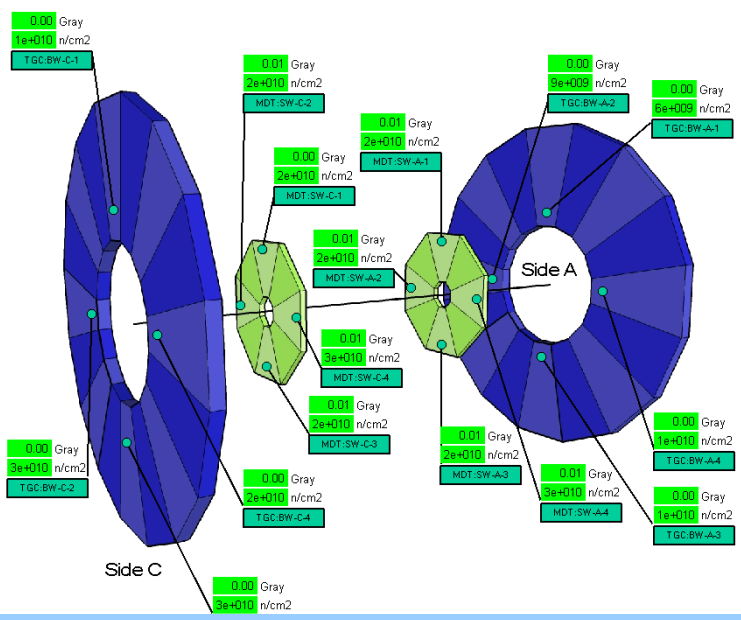 0.00 Gray
1e+010 n/cm2
TGC:BW-C-1
0.01 Gray
2e+010 n/cm2
MDT:SW-C-2
0.00 Gray
9e+009 n/cm2
TGC:BW-A-2
0.00 Gray
6e+009 n/cm2
TGC:BW-A-1
0.01 Gray
2e+010 n/cm2
MDT:SW-A-1
0.00 Gray
2e+010 n/cm2
MDT:SW-C-1
0.01 Gray
2e+010 n/cm2
MDT:SW-A-2
Side A
0.01 Gray
3e+010 n/cm2
MDT:SW-C-4
0.01 Gray
2e+010 n/cm2
MDT:SW-C-3
0.00 Gray
3e+010 n/cm2
TGC:BW-C-2
0.01 Gray
2e+010 n/cm2
MDT:SW-A-3
0.00 Gray
1e+010 n/cm2
TGC:BW-A-4
0.00 Gray
2e+010 n/cm2
TGC:BW-C-4
0.01 Gray
3e+010 n/cm2
MDT:SW-A-4
0.00 Gray
1e+010 n/cm2
TGC:BW-A-3
Side C
0.00 Gray
3e+010 n/cm2